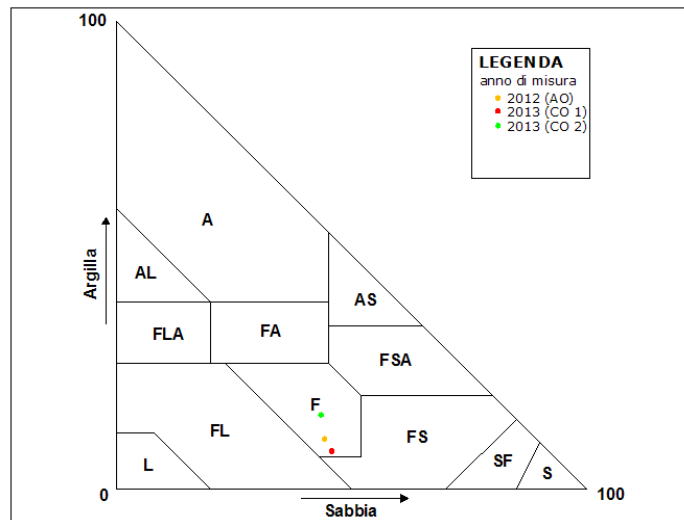 100
LEGENDA
anno di misura
2012 (AO)
2013 (CO 1)
2013 (CO 2)
A
Argilla
AL
AS
FLA
FA
FSA
F
FL
FS
L
SF
S
0
Sabbia
100